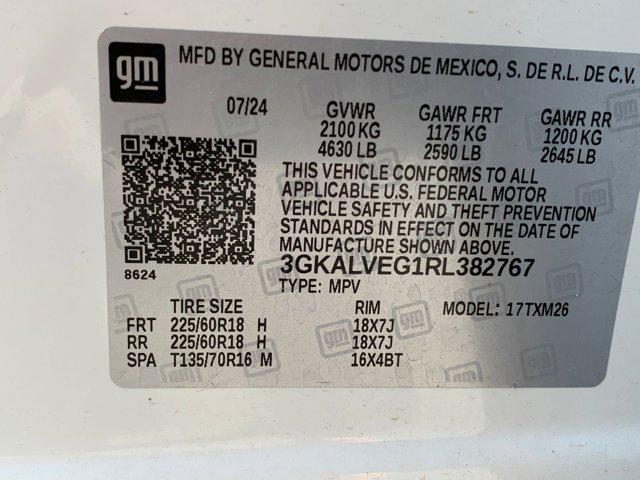 gm
MFD BY GENERAL MOTORS DE MEXICO, S. DE R.L. DE C.V.
07/24 GVWR GAWR FRT GAWR RR
2100 KG 1175 KG 1200 KG
4630 LB 2590 LB 2645 LB
THIS VEHICLE CONFORMS TO ALL
APPLICABLE U.S. FEDERAL MOTOR
VEHICLE SAFETY AND THEFT PREVENTION
STANDARDS IN EFFECT ON THE DATE OF
MANUFACTURE SHOWN ABOVE.
8624
3GKALVEG1RL382767
TYPE: MPV
TIRE SIZE RIM MODEL: 17TXM26
FRT 225/60R18 H 18X7J
RR 225/60R18 H 18X7J
SPA T135/70R16 M 16X4BT